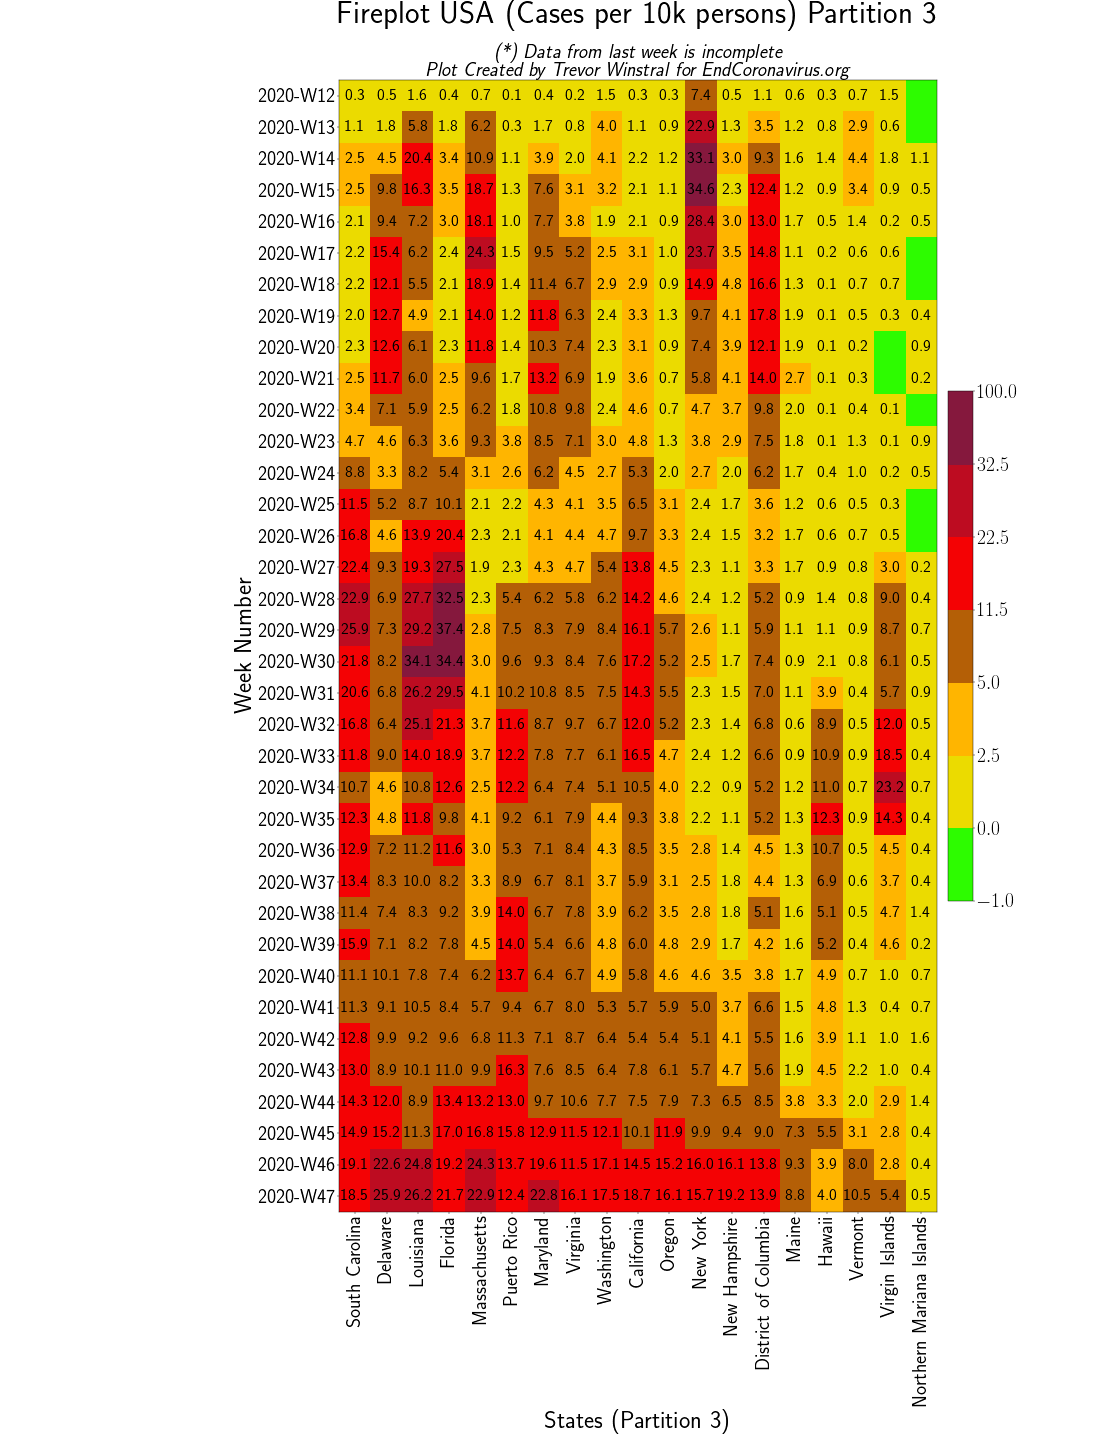 Fireplot USA (Cases per 10k persons) Partition 3
(*) Data from last week is incomplete
Plot Created by Trevor Winstral for EndCoronavirus.org
2020-W12 0.3 0.5 1.6 0.4 0.7 0.1 0.4 0.2 1.5 0.3 0.3 7.4 0.5 1.1 0.6 0.3 0.7 1.5
2020-W13 1.1 1.8 5.8 1.8 6.2 0.3 1.7 0.8 4.0 1.1 0.9 22.9 1.3 3.5 1.2 0.8 2.9 0.6
2020-W14 2.5 4.5 20.4 3.4 10.9 1.1 3.9 2.0 4.1 2.2 1.2 33.1 3.0 9.3 1.6 1.4 4.4 1.8 1.1
2020-W15 2.5 9.8 16.3 3.5 18.7 1.3 7.6 3.1 3.2 2.1 1.1 34.6 2.3 12.4 1.2 0.9 3.4 0.9 0.5
2020-W16 2.1 9.4 7.2 3.0 18.1 1.0 7.7 3.8 1.9 2.1 0.9 28.4 3.0 13.0 1.7 0.5 1.4 0.2 0.5
2020-W17 2.2 15.4 6.2 2.4 24.3 1.5 9.5 5.2 2.5 3.1 1.0 23.7 3.5 14.8 1.1 0.2 0.6 0.6
2020-W18 2.2 12.1 5.5 2.1 18.9 1.4 11.4 6.7 2.9 2.9 0.9 14.9 4.8 16.6 1.3 0.1 0.7 0.7
2020-W19 2.0 12.7 4.9 2.1 14.0 1.2 11.8 6.3 2.4 3.3 1.3 9.7 4.1 17.8 1.9 0.1 0.5 0.3 0.4
2020-W20 2.3 12.6 6.1 2.3 11.8 1.4 10.3 7.4 2.3 3.1 0.9 7.4 3.9 12.1 1.9 0.1 0.2 0.9
2020-W21 2.5 11.7 6.0 2.5 9.6 1.7 13.2 6.9 1.9 3.6 0.7 5.8 4.1 14.0 2.7 0.1 0.3 0.2
2020-W22 3.4 7.1 5.9 2.5 6.2 1.8 10.8 9.8 2.4 4.6 0.7 4.7 3.7 9.8 2.0 0.1 0.4 0.1
2020-W23 4.7 4.6 6.3 3.6 9.3 3.8 8.5 7.1 3.0 4.8 1.3 3.8 2.9 7.5 1.8 0.1 1.3 0.1 0.9
2020-W24 8.8 3.3 8.2 5.4 3.1 2.6 6.2 4.5 2.7 5.3 2.0 2.7 2.0 6.2 1.7 0.4 1.0 0.2 0.5
2020-W25 11.5 5.2 8.7 10.1 2.1 2.2 4.3 4.1 3.5 6.5 3.1 2.4 1.7 3.6 1.2 0.6 0.5 0.3
2020-W26 16.8 4.6 13.9 20.4 2.3 2.1 4.1 4.4 4.7 9.7 3.3 2.4 1.5 3.2 1.7 0.6 0.7 0.5
2020-W27 22.4 9.3 19.3 27.5 1.9 2.3 4.3 4.7 5.4 13.8 4.5 2.3 1.1 3.3 1.7 0.9 0.8 3.0 0.2
2020-W28 22.9 6.9 27.7 32.5 2.3 5.4 6.2 5.8 6.2 14.2 4.6 2.4 1.2 5.2 0.9 1.4 0.8 9.0 0.4
2020-W29 25.9 7.3 29.2 37.4 2.8 7.5 8.3 7.9 8.4 16.1 5.7 2.6 1.1 5.9 1.1 1.1 0.9 8.7 0.7
2020-W30 21.8 8.2 34.1 34.4 3.0 9.6 9.3 8.4 7.6 17.2 5.2 2.5 1.7 7.4 0.9 2.1 0.8 6.1 0.5
2020-W31 20.6 6.8 26.2 29.5 4.1 10.2 10.8 8.5 7.5 14.3 5.5 2.3 1.5 7.0 1.1 3.9 0.4 5.7 0.9
2020-W32 16.8 6.4 25.1 21.3 3.7 11.6 8.7 9.7 6.7 12.0 5.2 2.3 1.4 6.8 0.6 8.9 0.5 12.0 0.5
2020-W33 11.8 9.0 14.0 18.9 3.7 12.2 7.8 7.7 6.1 16.5 4.7 2.4 1.2 6.6 0.9 10.9 0.9 18.5 0.4
2020-W34 10.7 4.6 10.8 12.6 2.5 12.2 6.4 7.4 5.1 10.5 4.0 2.2 0.9 5.2 1.2 11.0 0.7 23.2 0.7
2020-W35 12.3 4.8 11.8 9.8 4.1 9.2 6.1 7.9 4.4 9.3 3.8 2.2 1.1 5.2 1.3 12.3 0.9 14.3 0.4
2020-W36 12.9 7.2 11.2 11.6 3.0 5.3 7.1 8.4 4.3 8.5 3.5 2.8 1.4 4.5 1.3 10.7 0.5 4.5 0.4
2020-W37 13.4 8.3 10.0 8.2 3.3 8.9 6.7 8.1 3.7 5.9 3.1 2.5 1.8 4.4 1.3 6.9 0.6 3.7 0.4
2020-W38 11.4 7.4 8.3 9.2 3.9 14.0 6.7 7.8 3.9 6.2 3.5 2.8 1.8 5.1 1.6 5.1 0.5 4.7 1.4
2020-W39 15.9 7.1 8.2 7.8 4.5 14.0 5.4 6.6 4.8 6.0 4.8 2.9 1.7 4.2 1.6 5.2 0.4 4.6 0.2
2020-W40 11.1 10.1 7.8 7.4 6.2 13.7 6.4 6.7 4.9 5.8 4.6 4.6 3.5 3.8 1.7 4.9 0.7 1.0 0.7
2020-W41 11.3 9.1 10.5 8.4 5.7 9.4 6.7 8.0 5.3 5.7 5.9 5.0 3.7 6.6 1.5 4.8 1.3 0.4 0.7
2020-W42 12.8 9.9 9.2 9.6 6.8 11.3 7.1 8.7 6.4 5.4 5.4 5.1 4.1 5.5 1.6 3.9 1.1 1.0 1.6
2020-W43 13.0 8.9 10.1 11.0 9.9 16.3 7.6 8.5 6.4 7.8 6.1 5.7 4.7 5.6 1.9 4.5 2.2 1.0 0.4
2020-W44 14.3 12.0 8.9 13.4 13.2 13.0 9.7 10.6 7.7 7.5 7.9 7.3 6.5 8.5 3.8 3.3 2.0 2.9 1.4
2020-W45 14.9 15.2 11.3 17.0 16.8 15.8 12.9 11.5 12.1 10.1 11.9 9.9 9.4 9.0 7.3 5.5 3.1 2.8 0.4
2020-W46 19.1 22.6 24.8 19.2 24.3 13.7 19.6 11.5 17.1 14.5 15.2 16.0 16.1 13.8 9.3 3.9 8.0 2.8 0.4
2020-W47 18.5 25.9 26.2 21.7 22.9 12.4 22.8 16.1 17.5 18.7 16.1 15.7 19.2 13.9 8.8 4.0 10.5 5.4 0.5
Week Number
South Carolina
Delaware
Louisiana
Florida
Massachusetts
Puerto Rico
Maryland
Virginia
Washington
California
Oregon
New York
New Hampshire
District of Columbia
Maine
Hawaii
Vermont
Virgin Islands
Northern Mariana Islands
States (Partition 3)
100.0
32.5
22.5
11.5
5.0
2.5
0.0
−1.0